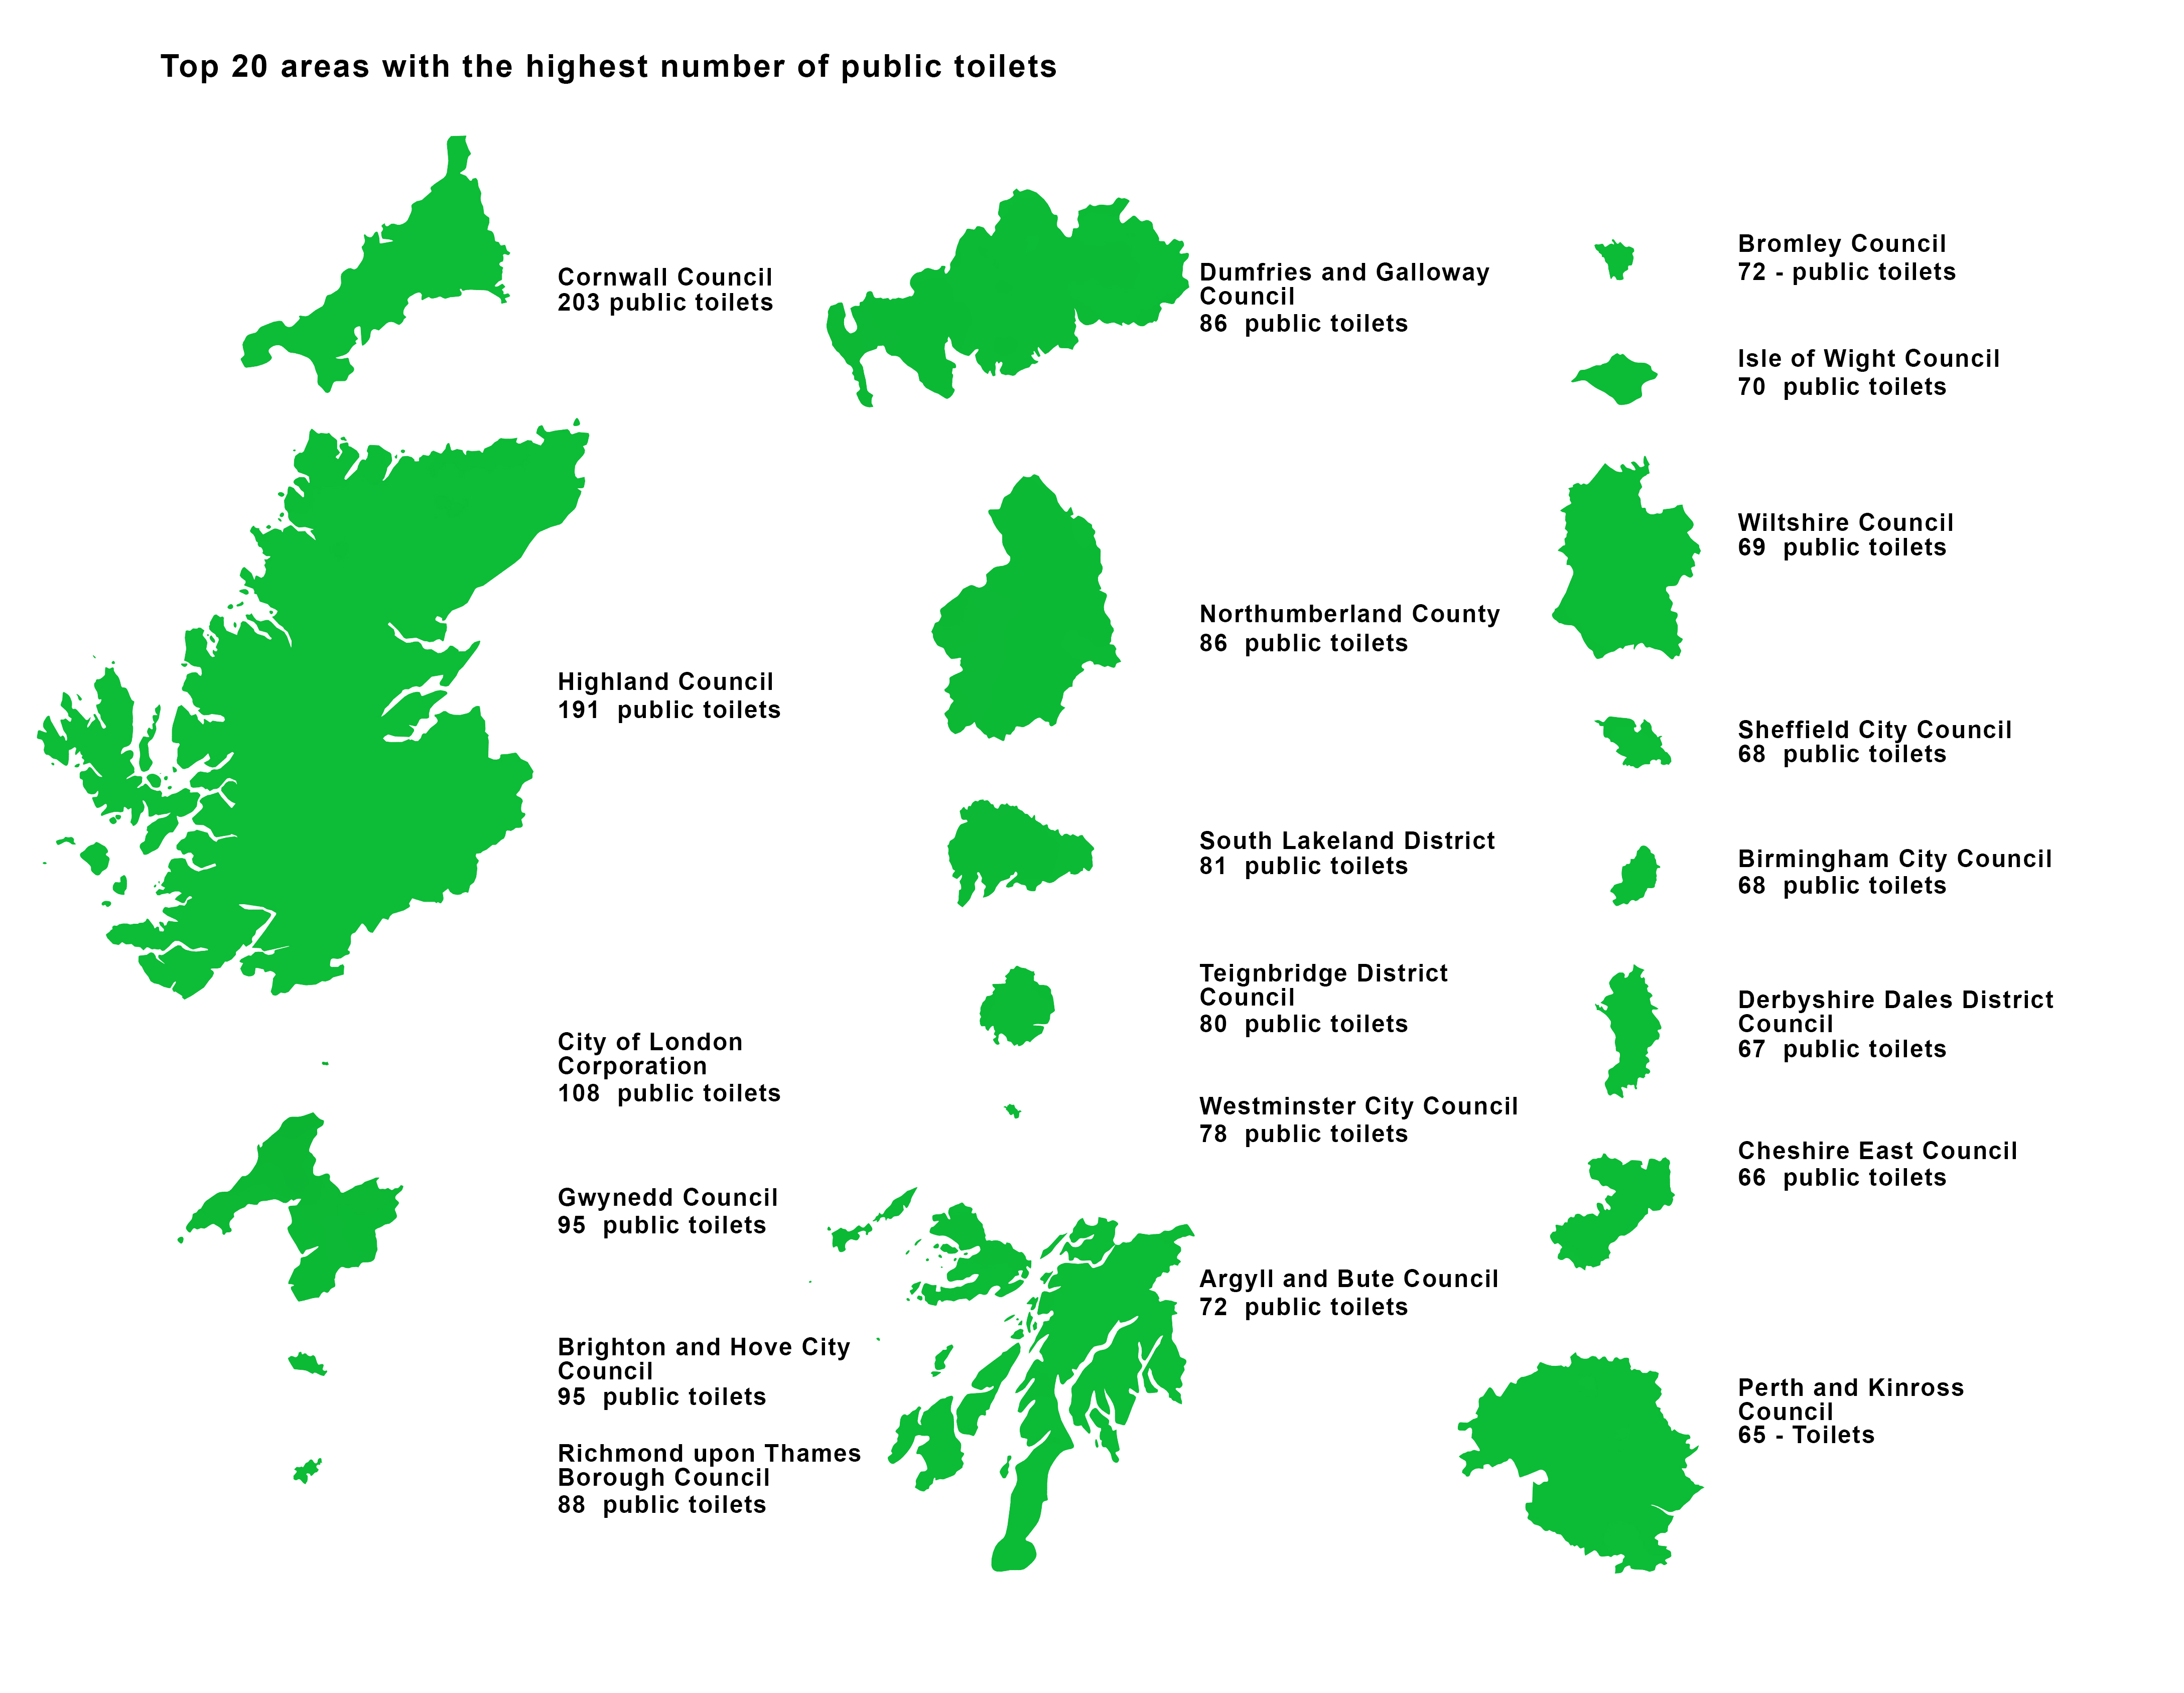 Top 20 areas with the highest number of public toilets
Cornwall Council
203 public toilets
Highland Council
191 public toilets
City of London
Corporation
108 public toilets
Gwynedd Council
95 public toilets
Brighton and Hove City
Council
95 public toilets
Richmond upon Thames
Borough Council
88 public toilets
Dumfries and Galloway
Council
86 public toilets
Northumberland County
86 public toilets
South Lakeland District
81 public toilets
Teignbridge District
Council
80 public toilets
Westminster City Council
78 public toilets
Argyll and Bute Council
72 public toilets
Bromley Council
72 - public toilets
Isle of Wight Council
70 public toilets
Wiltshire Council
69 public toilets
Sheffield City Council
68 public toilets
Birmingham City Council
68 public toilets
Derbyshire Dales District
Council
67 public toilets
Cheshire East Council
66 public toilets
Perth and Kinross
Council
65 - Toilets